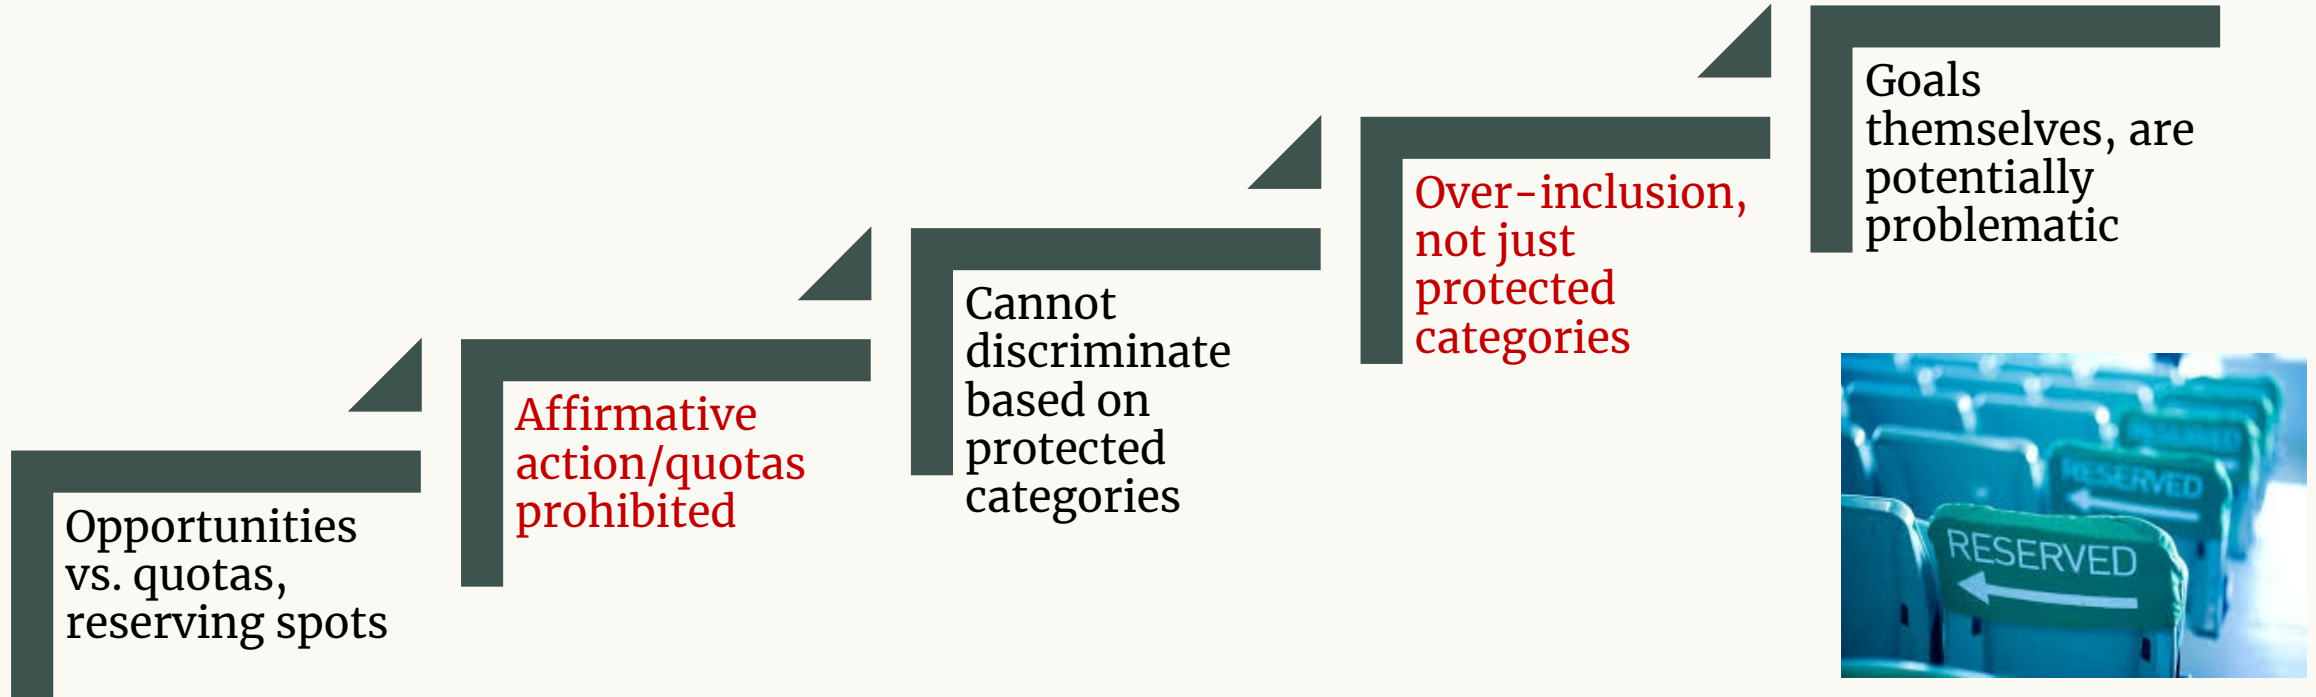 Opportunities
vs. quotas,
reserving spots
Affirmative
action/quotas
prohibited
Cannot
discriminate
based on
protected
categories
Over-inclusion,
not just
protected
categories
Goals
themselves, are
potentially
problematic
RESERVED
RESERVED
RESERVED